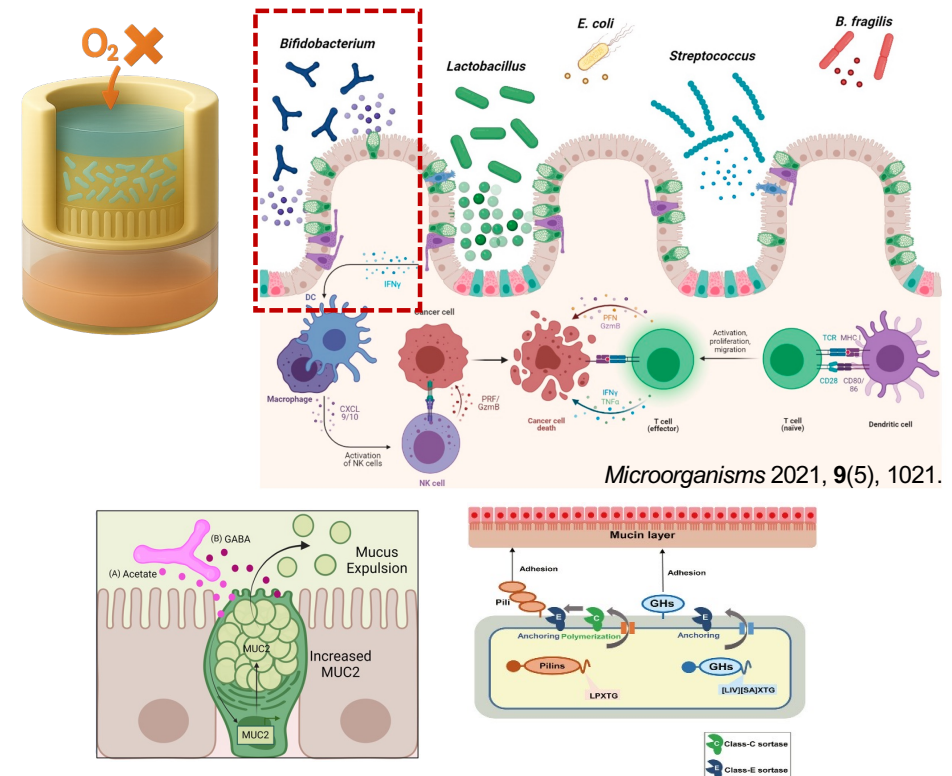 O2
Bifidobacterium
Lactobacillus
E. coli
Streptococcus
B. fragilis
IFNγ
DC
Macrophage
CXCL
9/10
Activation
of NK cells
Cancer cell
PRF/
GzmB
NK cell
Cancer cell
death
PFN
GzmB
IFNγ
TNFα
T cell
(effector)
Activation,
proliferation,
migration
TCR MHC I
CD28 CD80/
86
T cell
(naive)
Dendritic cell
Microorganisms 2021, 9(5), 1021.
(B) GABA
(A) Acetate
Mucus
Expulsion
MUC2
Increased
MUC2
MUC2
Mucin layer
Adhesion
Adhesion
Pili
GHs
E
C
E
Anchoring Polymerization
Anchoring
Pilins
GHs
LPXTG
[LIV][SA]XTG
C Class-C sortase
E Class-E sortase